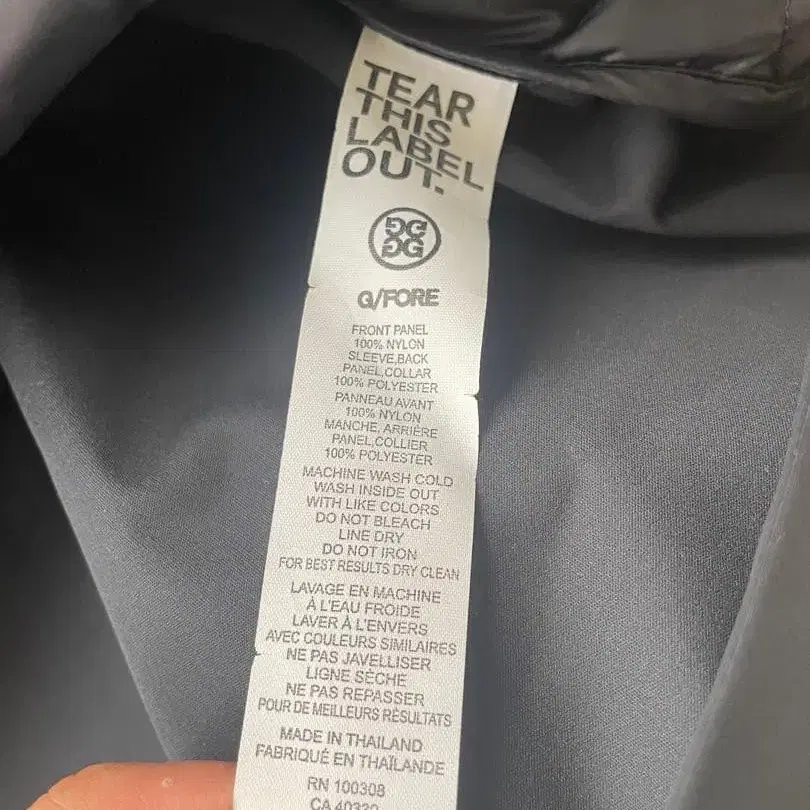 TEAR
THIS
LABEL
OUT.
GG
GG
G/FORE
FRONT PANEL
100% NYLON
SLEEVE,BACK
PANEL,COLLAR
100% POLYESTER
PANNEAU AVANT
100% NYLON
MANCHE, ARRIÈRE
PANEL,COLLIER
100% POLYESTER
MACHINE WASH COLD
WASH INSIDE OUT
WITH LIKE COLORS
DO NOT BLEACH
LINE DRY
DO NOT IRON
FOR BEST RESULTS DRY CLEAN
LAVAGE EN MACHINE
À L'EAU FROIDE
LAVER À L'ENVERS
AVEC COULEURS SIMILAIRES
NE PAS JAVELLISER
LIGNE SÈCHE
NE PAS REPASSER
POUR DE MEILLEURS RÉSULTATS
MADE IN THAILAND
FABRIQUÉ EN THAÏLANDE
RN 100308
CA 40330